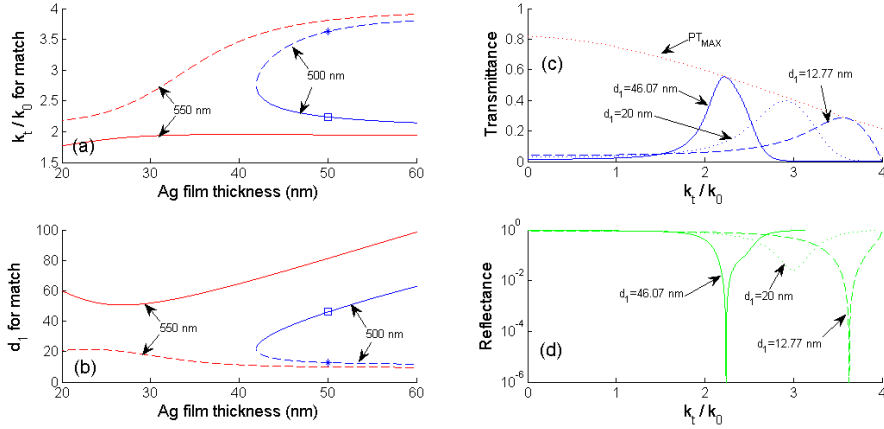 4
3.5
3
2.5
2
1.5
k_t / k_0 for match
500 nm
550 nm
(a)
20 30 40 50 60
Ag film thickness (nm)
1
0.8
0.6
0.4
0.2
0
Transmittance
PT_MAX
(c)
d_1=46.07 nm
d_1=12.77 nm
d_1=20 nm
0 1 2 3 4
k_t / k_0
100
80
60
40
20
0
d_1 for match
550 nm
500 nm
(b)
20 30 40 50 60
Ag film thickness (nm)
10^0
10^-2
10^-4
10^-6
Reflectance
d_1=46.07 nm
d_1=20 nm
d_1=12.77 nm
(d)
0 1 2 3 4
k_t / k_0